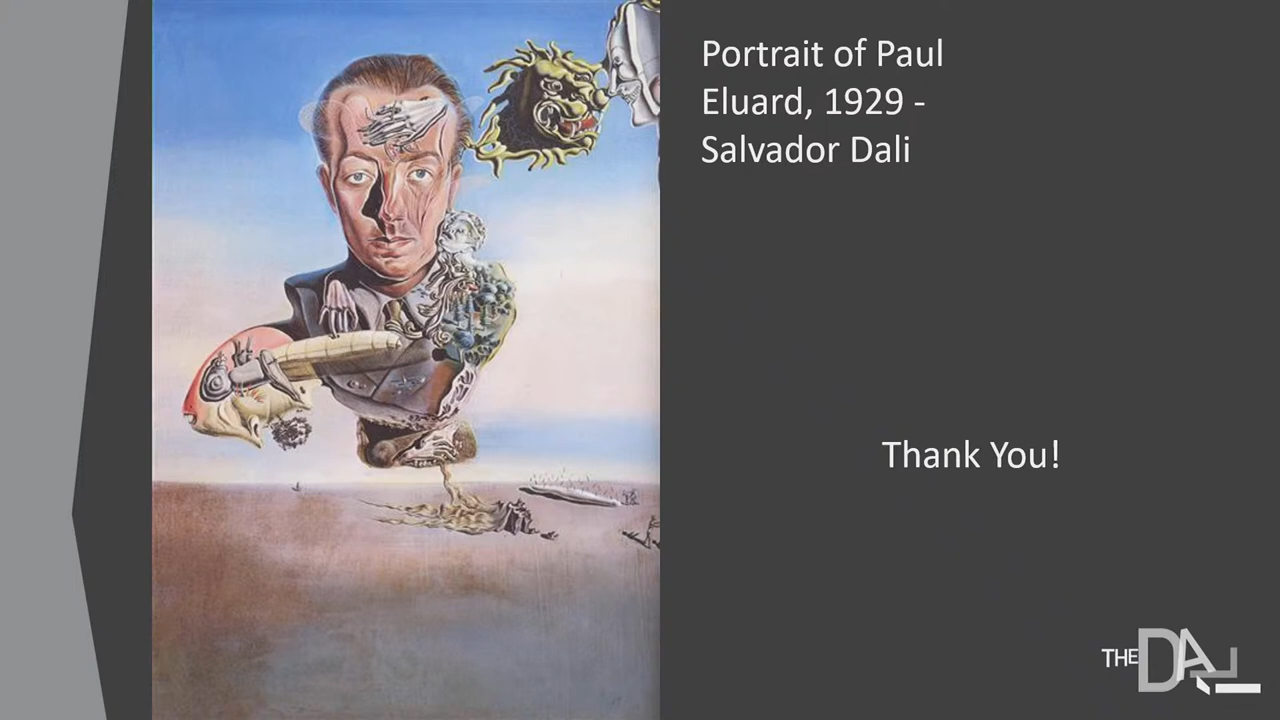 Portrait of Paul
Eluard, 1929 -
Salvador Dali
Thank You!
THE DALI